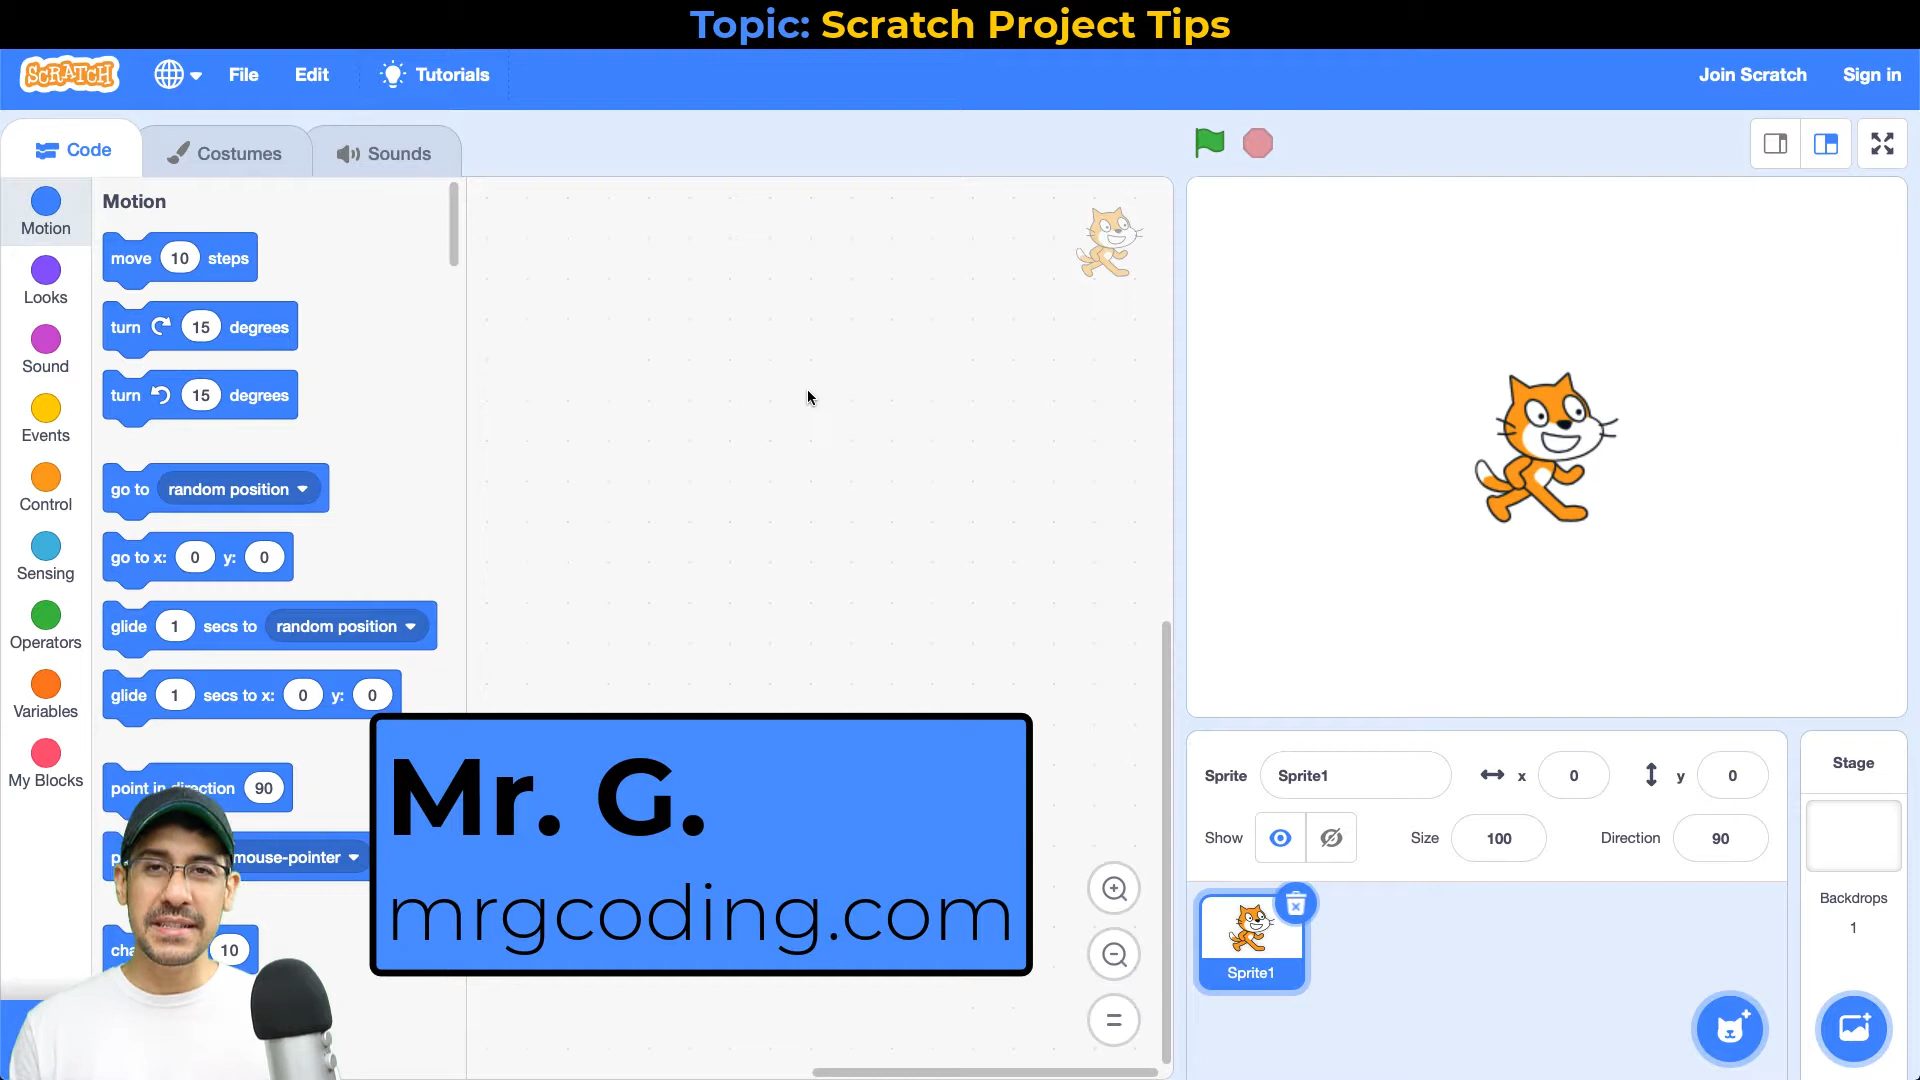 Topic: Scratch Project Tips
SCRATCH
File
Edit
Tutorials
Join Scratch
Sign in
Code
Costumes
Sounds
Motion
Looks
Sound
Events
Control
Sensing
Operators
Variables
My Blocks
Motion
move 10 steps
turn 15 degrees
turn 15 degrees
go to random position
go to x: 0 y: 0
glide 1 secs to random position
glide 1 secs to x: 0 y: 0
point in direction 90
mouse-pointer
10
Mr. G.
mrgcoding.com
Sprite Sprite1 x 0 y 0
Show Size 100 Direction 90
Sprite1
Stage
Backdrops
1